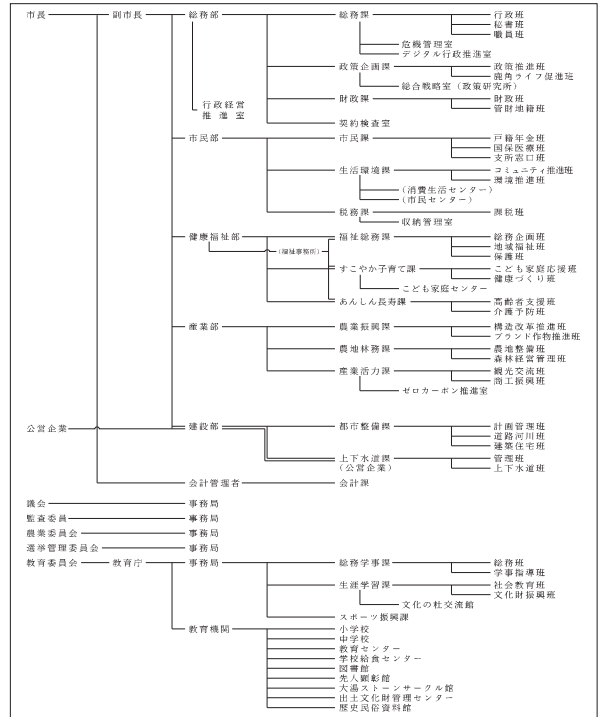 市長 副市長 総務部 総務課 行政班
秘書班
職員班
危機管理室
デジタル行政推進室
政策企画課 政策推進班
鹿角ライフ促進班
総合戦略室（政策研究所）
行政経営
推進室
財政課 財政班
管財地籍班
契約検査室
市民部 市民課 戸籍年金班
国保医療班
支所窓口班
生活環境課 コミュニティ推進班
環境推進班
（消費生活センター）
（市民センター）
税務課 課税班
収納管理室
健康福祉部 （福祉事務所） 福祉総務課 総務企画班
地域福祉班
保護班
すこやか子育て課 こども家庭応援班
健康づくり班
こども家庭センター
あんしん長寿課 高齢者支援班
介護予防班
産業部 農業振興課 構造改革推進班
ブランド作物推進班
農地林務課 農地整備班
森林経営管理班
産業活力課 観光交流班
商工振興班
ゼロカーボン推進室
公営企業 建設部 都市整備課 計画管理班
道路河川班
建築住宅班
上下水道課 管理班
（公営企業） 上下水道班
会計管理者 会計課
議会 事務局
監査委員 事務局
農業委員会 事務局
選挙管理委員会 事務局
教育委員会 教育庁 事務局 総務学事課 総務班
学事指導班
生涯学習課 社会教育班
文化財振興班
文化の杜交流館
スポーツ振興課
教育機関 小学校
中学校
教育センター
学校給食センター
図書館
先人顕彰館
大湯ストーンサークル館
出土文化財管理センター
歴史民俗資料館